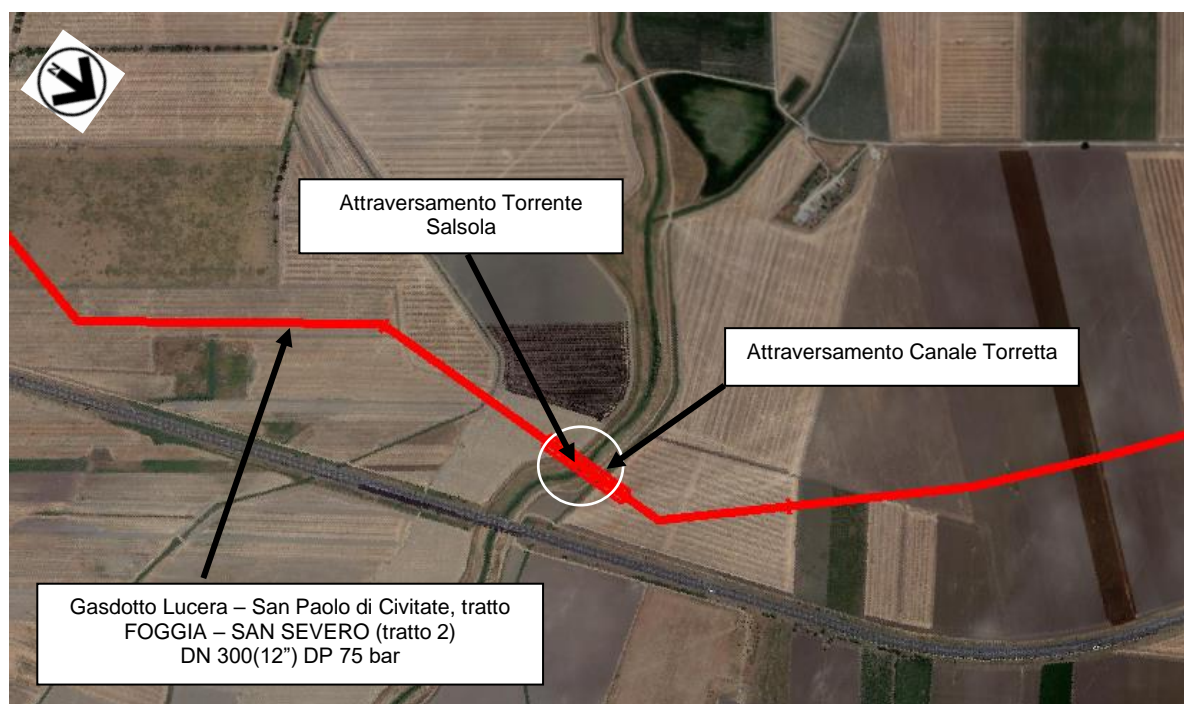 N
Attraversamento Torrente
Salsola
Attraversamento Canale Torretta
Gasdotto Lucera – San Paolo di Civitate, tratto
FOGGIA – SAN SEVERO (tratto 2)
DN 300(12”) DP 75 bar